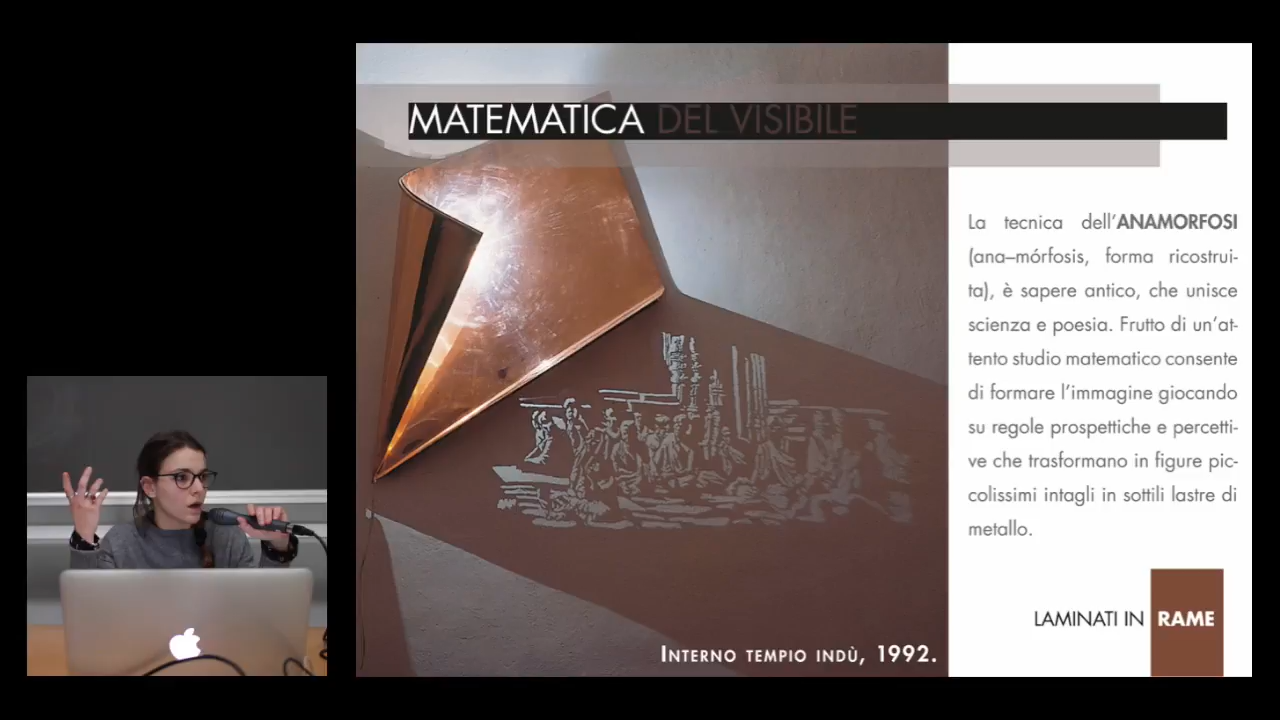 MATEMATICA DEL VISIBILE
La tecnica dell'ANAMORFOSI
(ana–mórfosis, forma ricostrui-
ta), è sapere antico, che unisce
scienza e poesia. Frutto di un'at-
tento studio matematico consente
di formare l'immagine giocando
su regole prospettiche e percetti-
ve che trasformano in figure pic-
colissimi intagli in sottili lastre di
metallo.
LAMINATI IN RAME
Interno tempio indù, 1992.